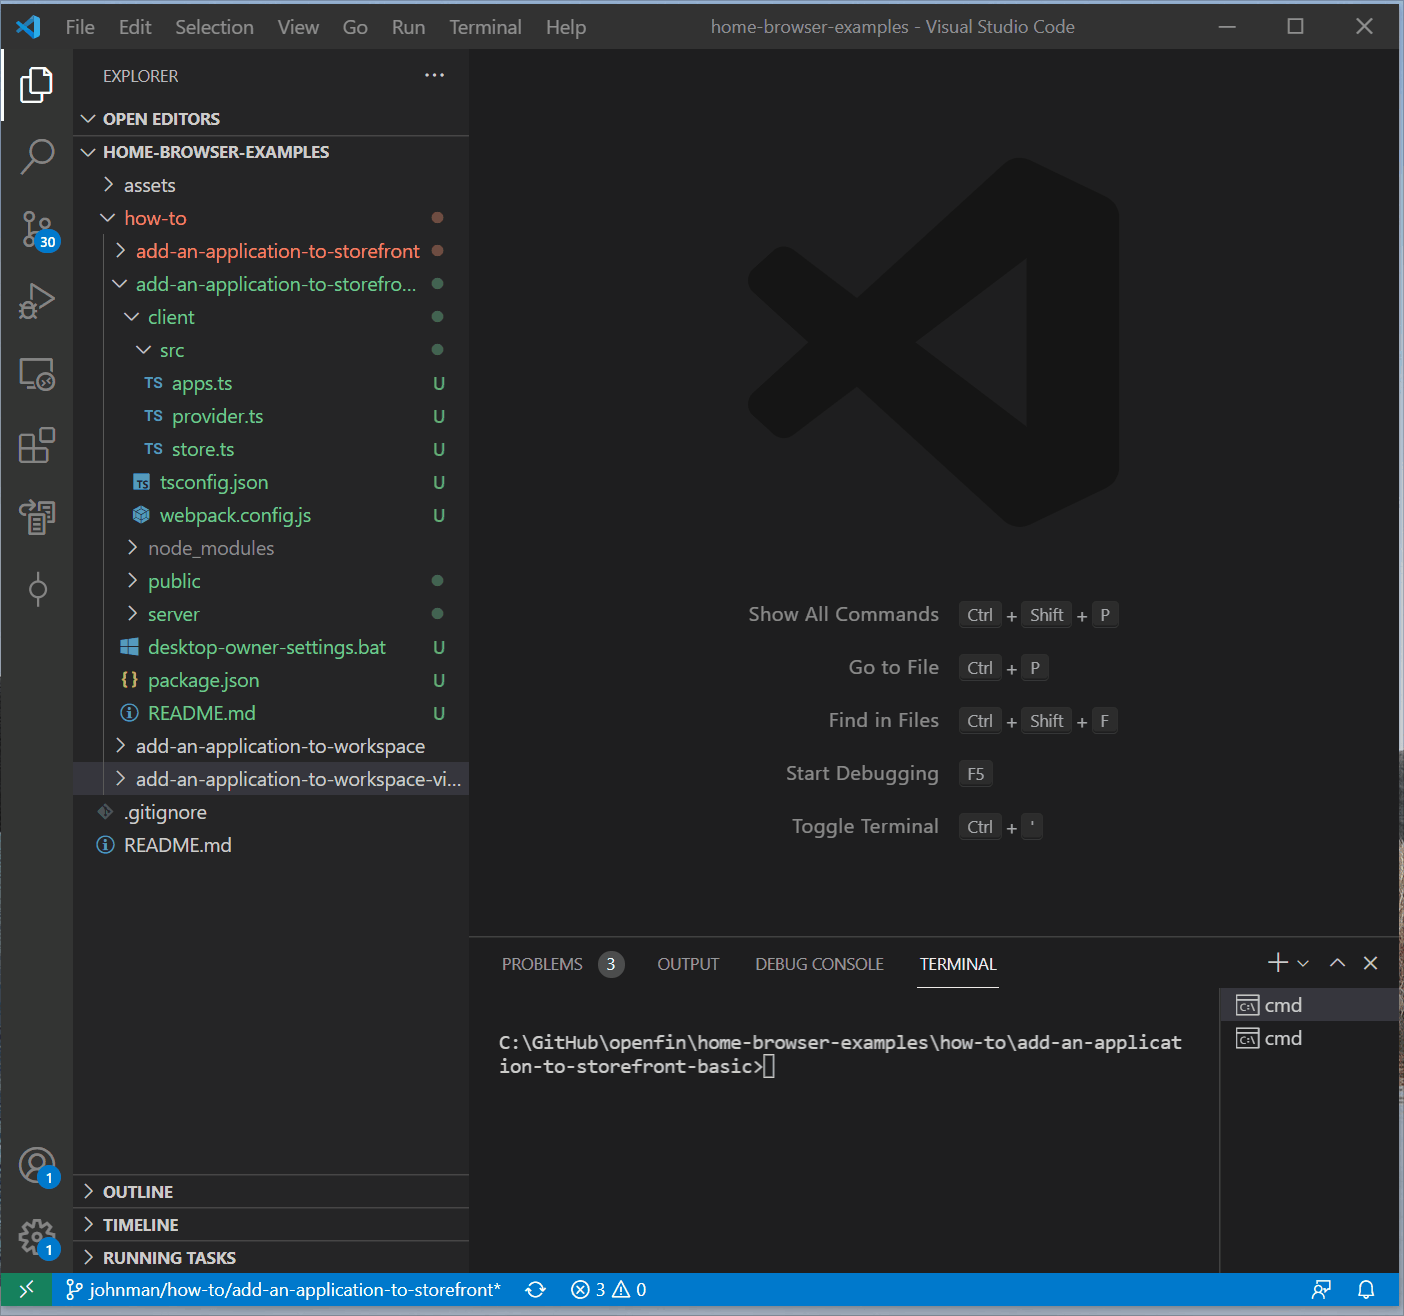 File Edit Selection View Go Run Terminal Help home-browser-examples - Visual Studio Code
EXPLORER
OPEN EDITORS
HOME-BROWSER-EXAMPLES
assets
how-to
add-an-application-to-storefront
add-an-application-to-storefro...
client
src
TS apps.ts U
TS provider.ts U
TS store.ts U
TS tsconfig.json U
webpack.config.js U
node_modules
public
server
desktop-owner-settings.bat U
{} package.json U
README.md U
add-an-application-to-workspace
add-an-application-to-workspace-vi...
.gitignore
README.md
OUTLINE
TIMELINE
RUNNING TASKS
30
1
1
Show All Commands Ctrl + Shift + P
Go to File Ctrl + P
Find in Files Ctrl + Shift + F
Start Debugging F5
Toggle Terminal Ctrl + '
PROBLEMS 3 OUTPUT DEBUG CONSOLE TERMINAL
C:\GitHub\openfin\home-browser-examples\how-to\add-an-applicat
ion-to-storefront-basic>
cmd
cmd
johnman/how-to/add-an-application-to-storefront* 3 0